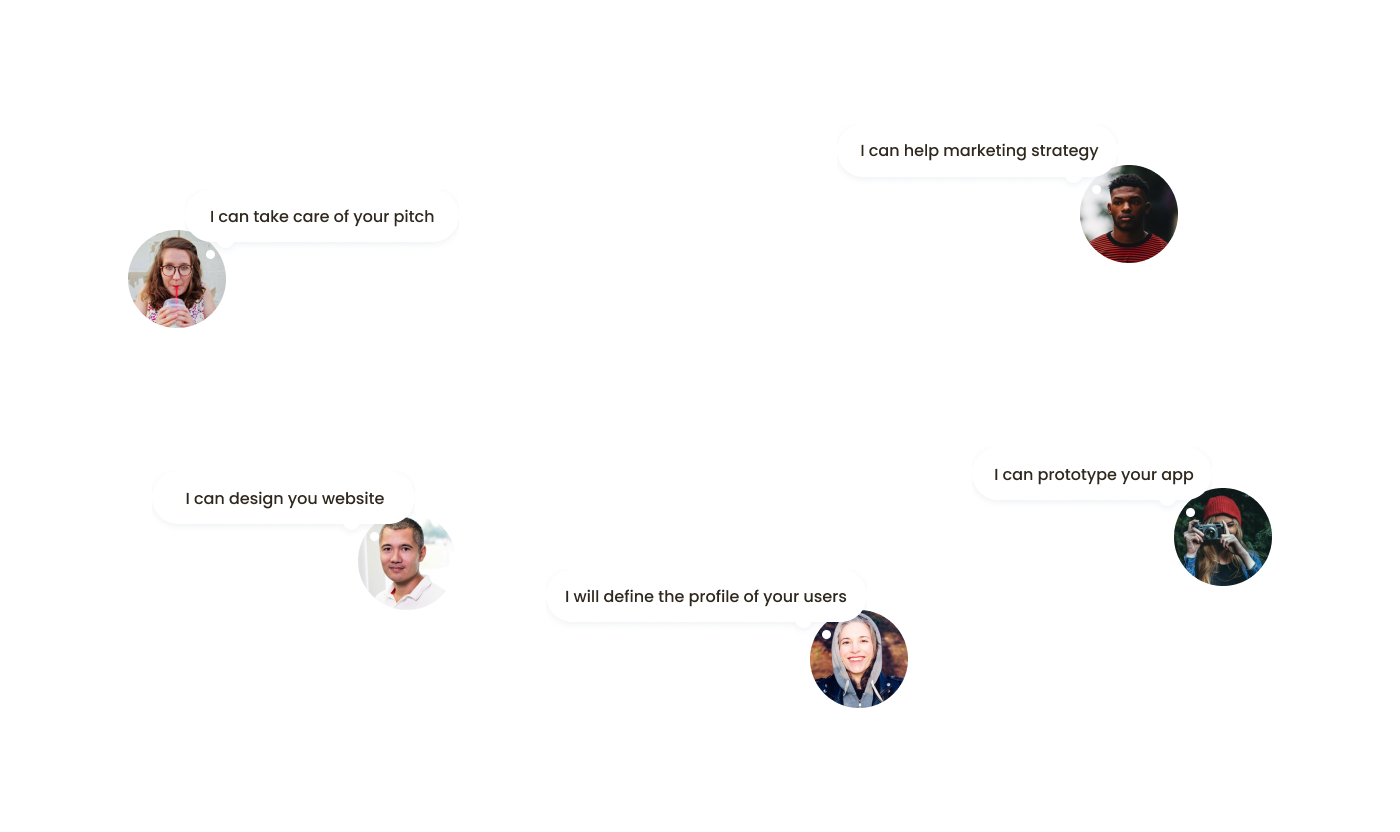 I can help marketing strategy
I can take care of your pitch
I can prototype your app
I can design you website
I will define the profile of your users